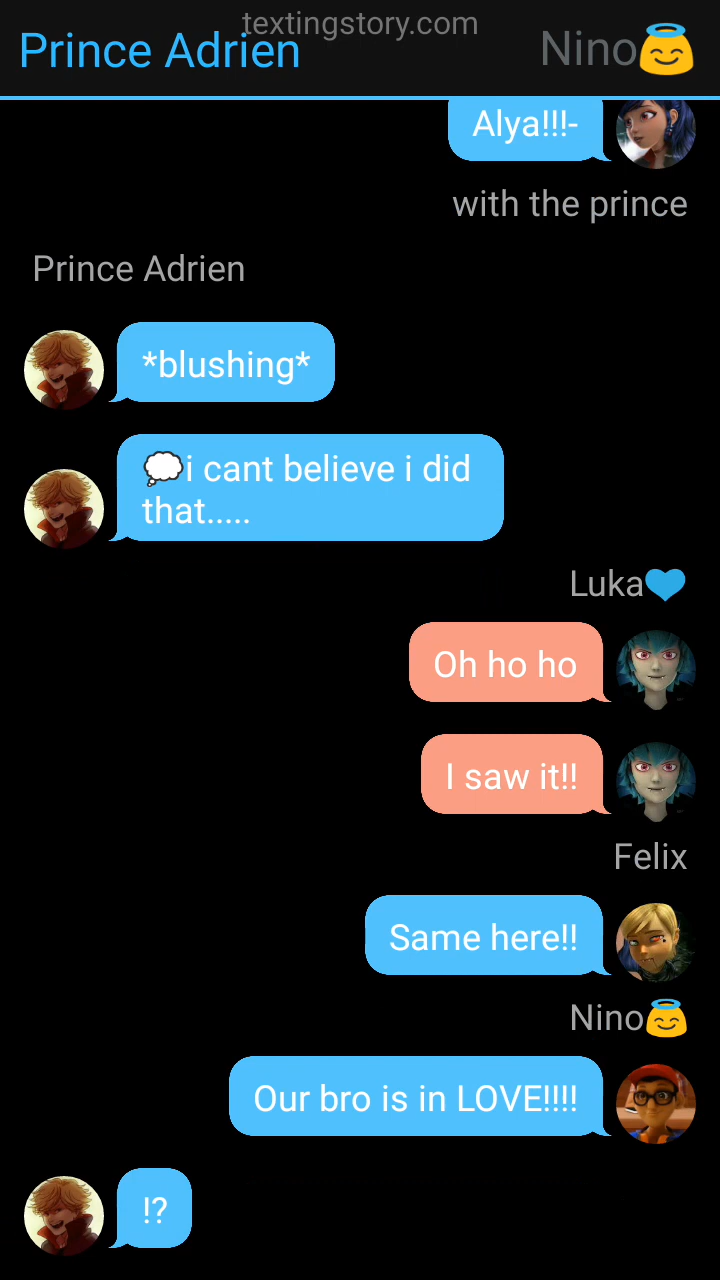 textingstory.com
Prince Adrien
Nino😇
Alya!!!-
with the prince
Prince Adrien
*blushing*
💭i cant believe i did
that.....
Luka💙
Oh ho ho
I saw it!!
Felix
Same here!!
Nino😇
Our bro is in LOVE!!!!
!?